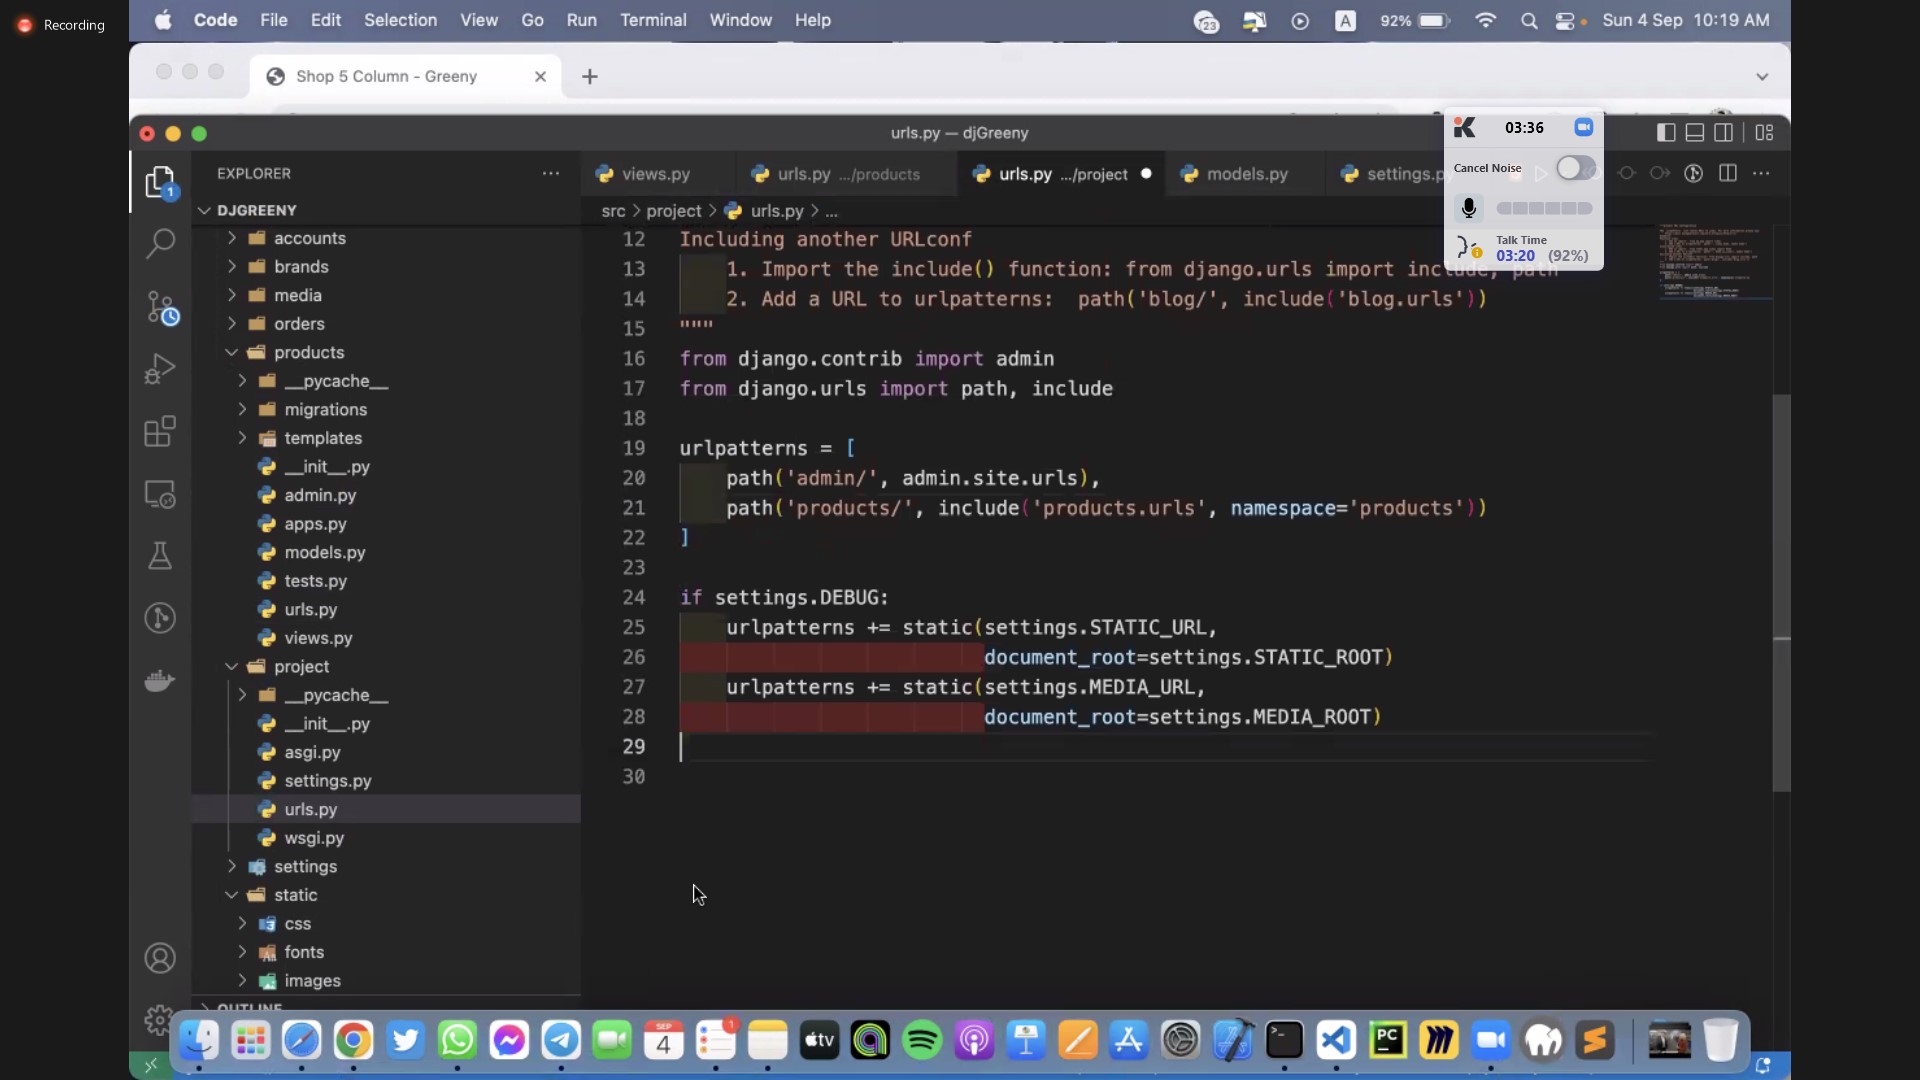 Recording
Code File Edit Selection View Go Run Terminal Window Help
23 A 92% Sun 4 Sep 10:19 AM
Shop 5 Column - Greeny
urls.py — djGreeny
03:36
Cancel Noise
Talk Time
03:20 (92%)
EXPLORER
views.py urls.py .../products urls.py .../project models.py settings.py
DJGREENY
src project urls.py ...
1
accounts
brands
media
orders
products
__pycache__
migrations
templates
__init__.py
admin.py
apps.py
models.py
tests.py
urls.py
views.py
project
__pycache__
__init__.py
asgi.py
settings.py
urls.py
wsgi.py
settings
static
css
fonts
images
OUTLINE
12 Including another URLconf
13 1. Import the include() function: from django.urls import include, path
14 2. Add a URL to urlpatterns: path('blog/', include('blog.urls'))
15 """
16 from django.contrib import admin
17 from django.urls import path, include
18
19 urlpatterns = [
20 path('admin/', admin.site.urls),
21 path('products/', include('products.urls', namespace='products'))
22 ]
23
24 if settings.DEBUG:
25 urlpatterns += static(settings.STATIC_URL,
26 document_root=settings.STATIC_ROOT)
27 urlpatterns += static(settings.MEDIA_URL,
28 document_root=settings.MEDIA_ROOT)
29
30
SEP
4
1
tv
PC